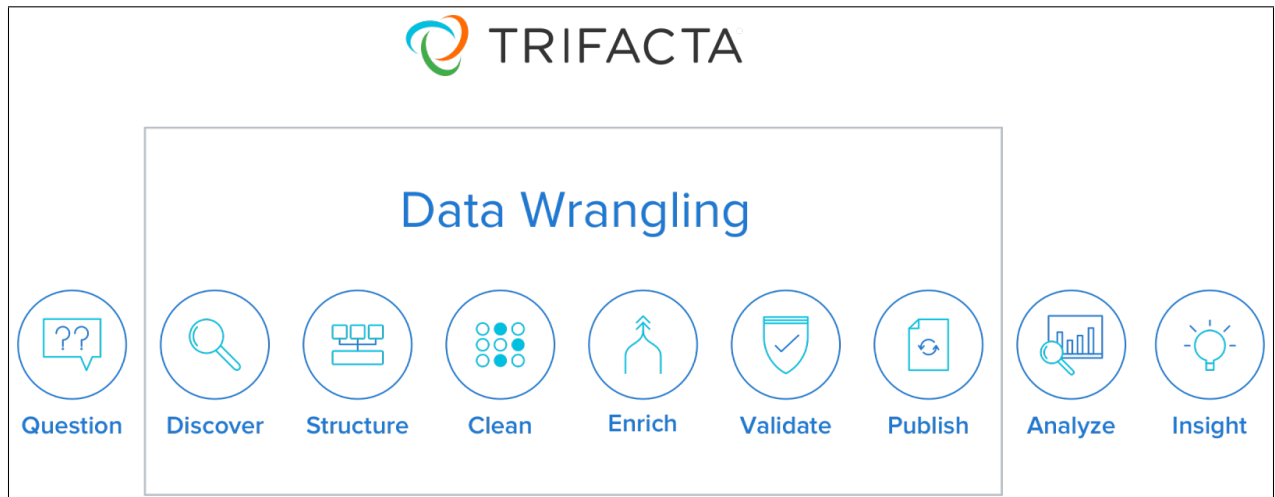 TRIFACTA
Data Wrangling
??
Question Discover Structure Clean Enrich Validate Publish Analyze Insight